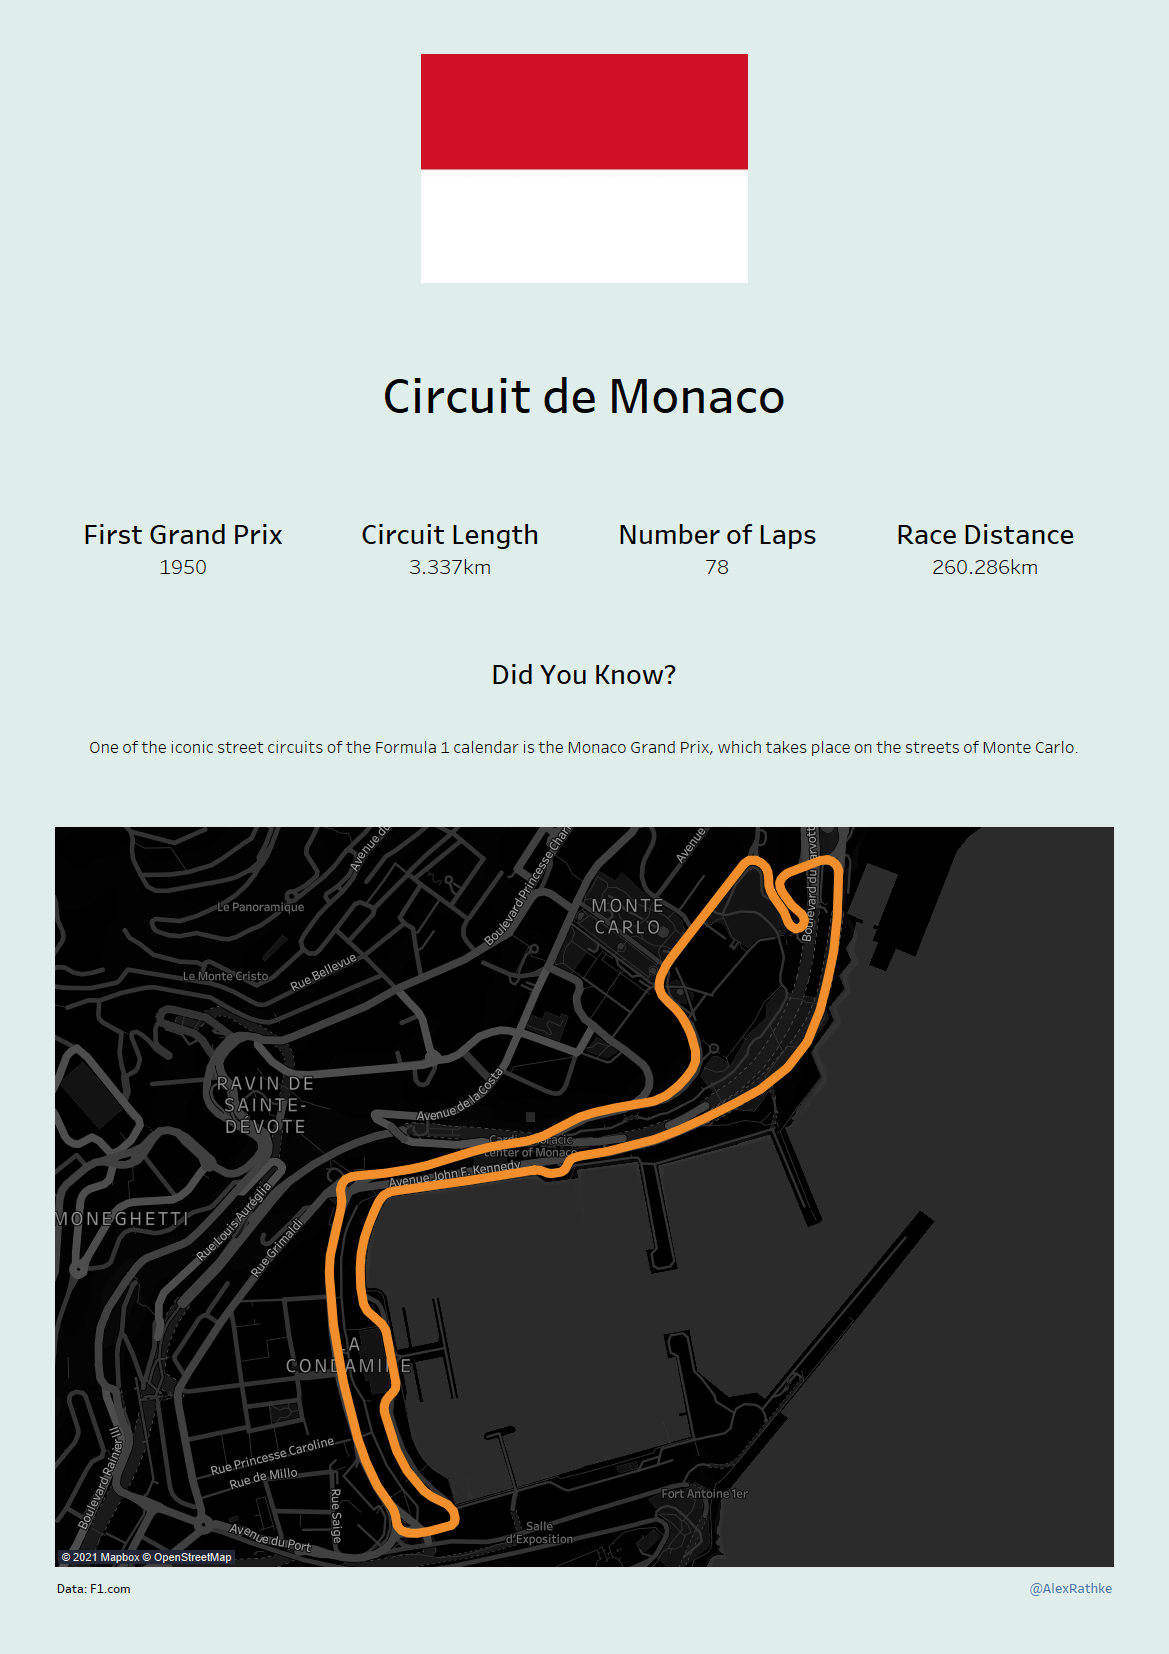 Circuit de Monaco
First Grand Prix
1950
Circuit Length
3.337km
Number of Laps
78
Race Distance
260.286km
Did You Know?
One of the iconic street circuits of the Formula 1 calendar is the Monaco Grand Prix, which takes place on the streets of Monte Carlo.
Avenue du
Boulevard Princesse Char
Avenue
Boulevard du
Le Panoramique
MONTE
CARLO
Le Monte Cristo
Rue Bellevue
RAVIN DE
SAINTE-
DÉVOTE
Avenue de la Costa
center of Monaco
Avenue John F. Kennedy
MONEGHETTI
Rue Louis Auréglia
Rue Grimaldi
LA
CONDAMINE
Boulevard Rainier III
Rue Princesse Caroline
Rue de Millo
Rue Saige
Avenue du Port
Fort Antoine 1er
Salle
d'Exposition
© 2021 Mapbox © OpenStreetMap
Data: F1.com
@AlexRathke